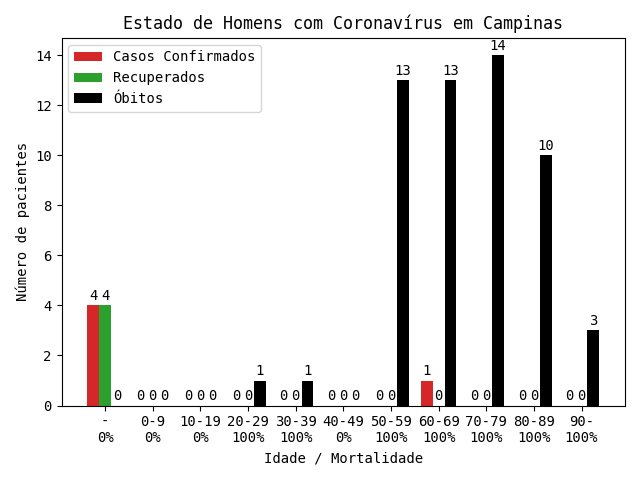 Estado de Homens com Coronavírus em Campinas
Casos Confirmados
Recuperados
Óbitos
Número de pacientes
14
12
10
8
6
4
2
0
4 4 0
0 0 0
0 0 0
0 0 1
0 0 1
0 0 0
0 0 13
1 0 13
0 0 14
0 0 10
0 0 3
- 0-9 10-19 20-29 30-39 40-49 50-59 60-69 70-79 80-89 90-
0% 0% 0% 100% 100% 0% 100% 100% 100% 100% 100%
Idade / Mortalidade